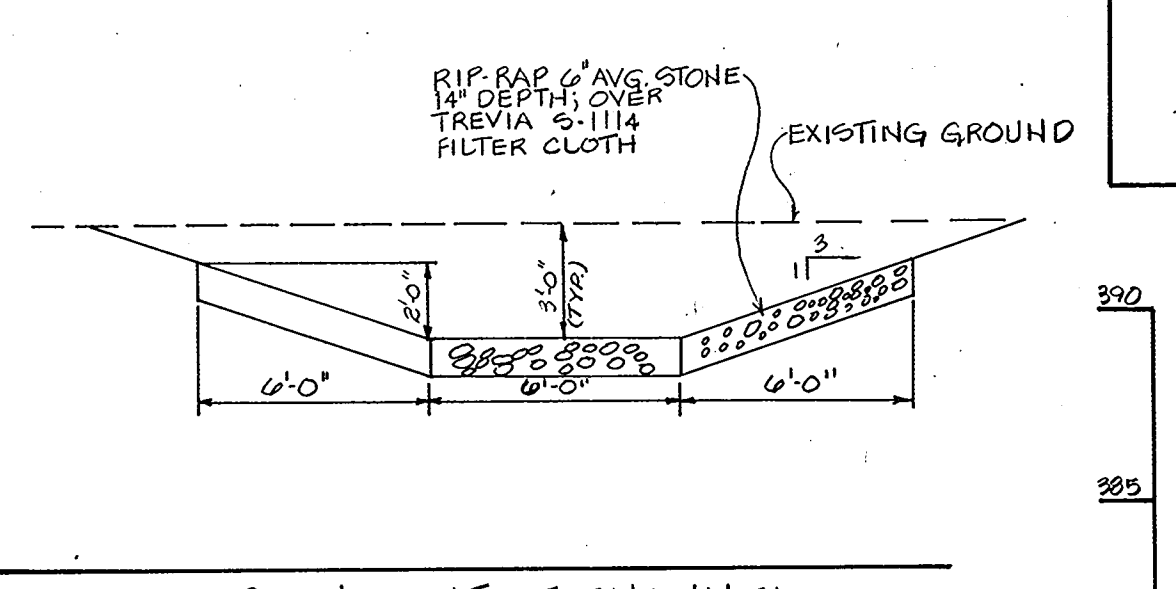 RIP-RAP 6" AVG. STONE
14" DEPTH; OVER
TREVIA S-1114
FILTER CLOTH
EXISTING GROUND
3
1
2'-0"
3'-0"
(TYP.)
390
6'-0"
6'-0"
6'-0"
385